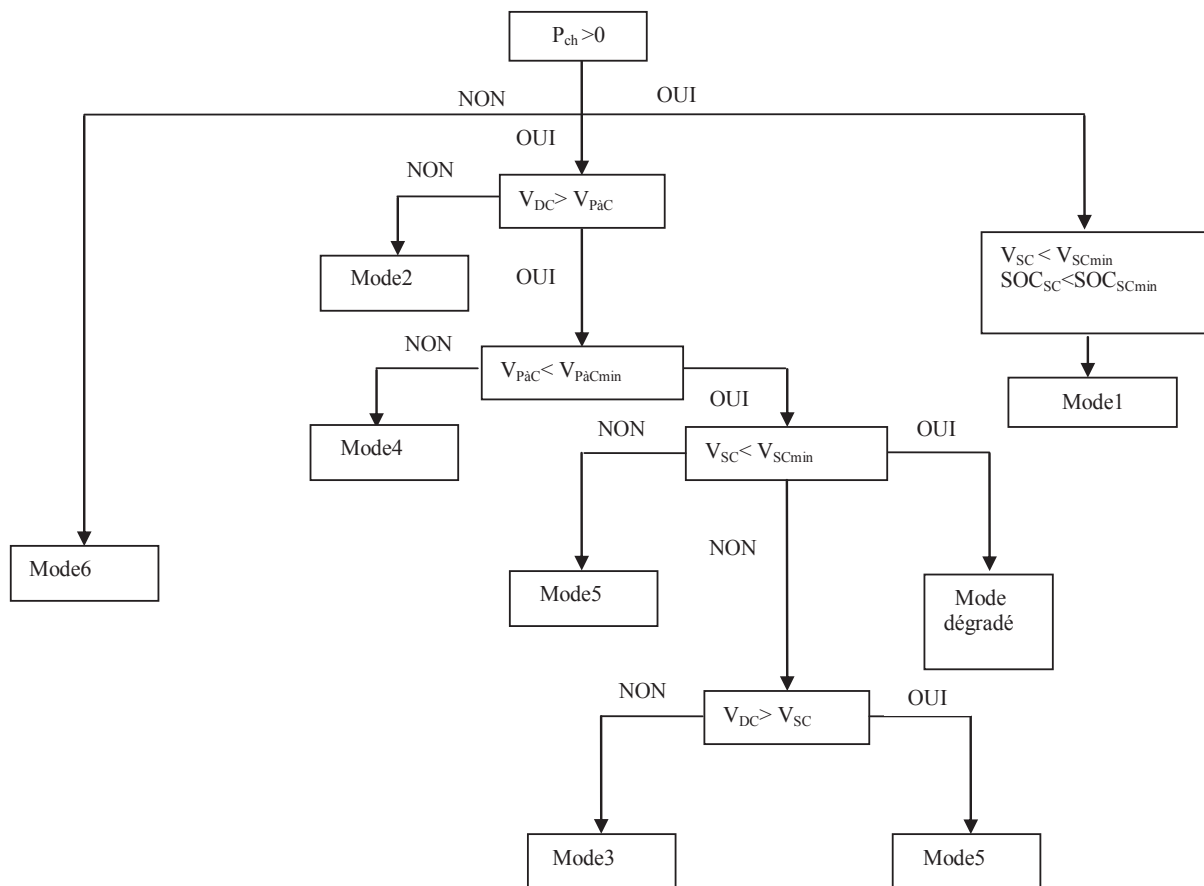 P_ch >0
NON
OUI
OUI
NON
V_DC> V_PàC
V_SC < V_SCmin
SOC_SC<SOC_SCmin
Mode2
OUI
NON
V_PàC< V_PàCmin
OUI
Mode1
NON
OUI
Mode4
V_SC< V_SCmin
NON
Mode6
Mode5
Mode
dégradé
NON
V_DC> V_SC
OUI
Mode3
Mode5